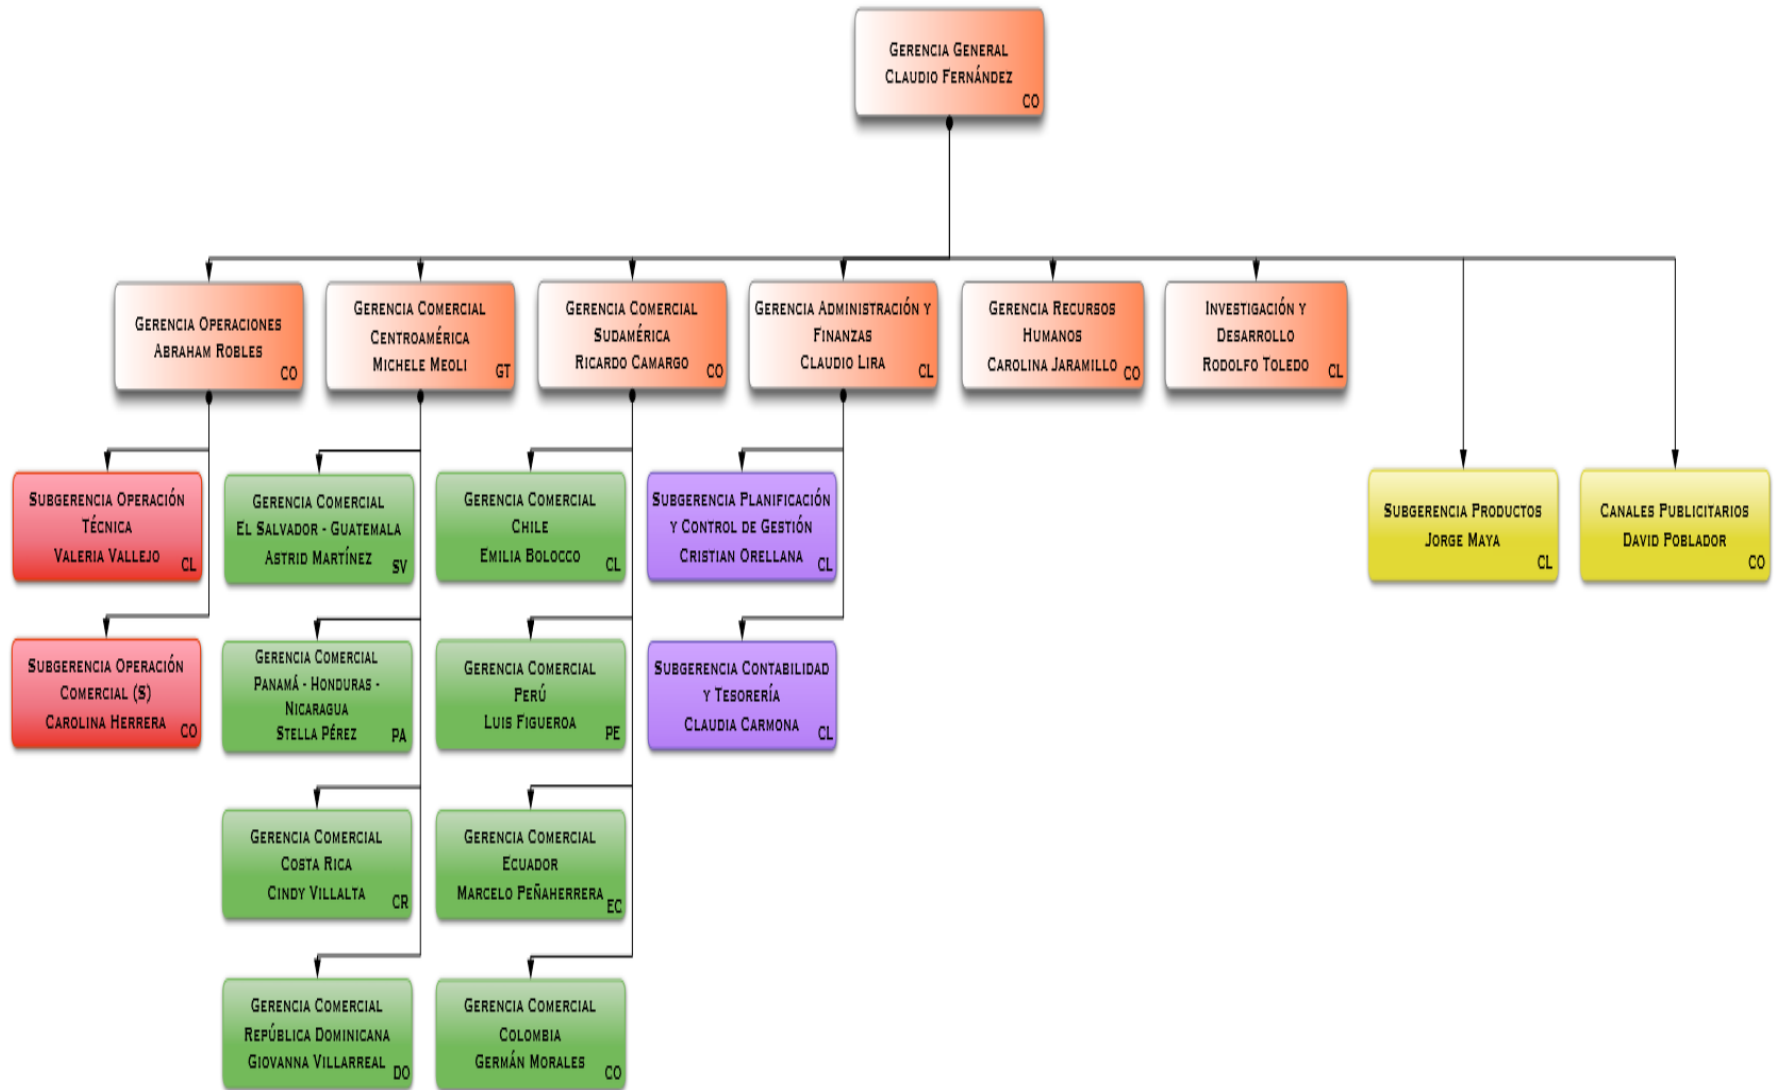 Gerencia General
Claudio Fernández
CO
Gerencia Operaciones
Abraham Robles
CO
Gerencia Comercial
Centroamérica
Michele Meoli
GT
Gerencia Comercial
Sudamérica
Ricardo Camargo
CO
Gerencia Administración y
Finanzas
Claudio Lira
CL
Gerencia Recursos
Humanos
Carolina Jaramillo
CO
Investigación y
Desarrollo
Rodolfo Toledo
CL
Subgerencia Operación
Técnica
Valeria Vallejo
CL
Gerencia Comercial
El Salvador - Guatemala
Astrid Martínez
SV
Gerencia Comercial
Chile
Emilia Bolocco
CL
Subgerencia Planificación
y Control de Gestión
Cristian Orellana
CL
Subgerencia Productos
Jorge Maya
CL
Canales Publicitarios
David Poblador
CO
Subgerencia Operación
Comercial (S)
Carolina Herrera
CO
Gerencia Comercial
Panamá - Honduras -
Nicaragua
Stella Pérez
PA
Gerencia Comercial
Perú
Luis Figueroa
PE
Subgerencia Contabilidad
y Tesorería
Claudia Carmona
CL
Gerencia Comercial
Costa Rica
Cindy Villalta
CR
Gerencia Comercial
Ecuador
Marcelo Peñaherrera
EC
Gerencia Comercial
República Dominicana
Giovanna Villarreal
DO
Gerencia Comercial
Colombia
Germán Morales
CO